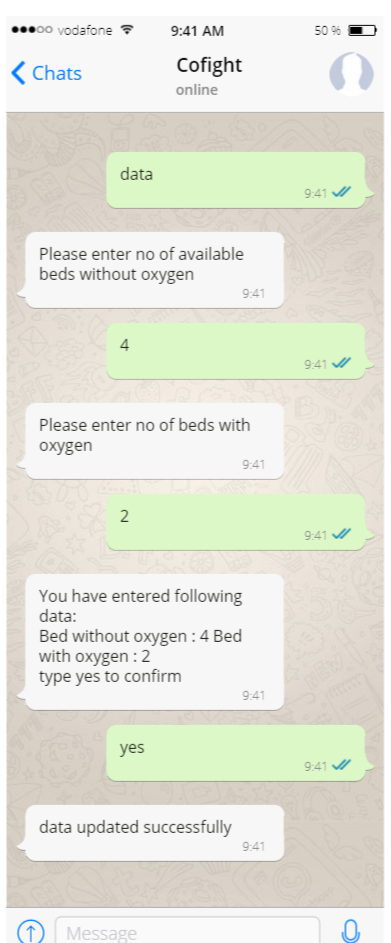 vodafone 9:41 AM 50 %
Chats Cofight
online
data
9:41
Please enter no of available
beds without oxygen
9:41
4
9:41
Please enter no of beds with
oxygen
9:41
2
9:41
You have entered following
data:
Bed without oxygen : 4 Bed
with oxygen : 2
type yes to confirm
9:41
yes
9:41
data updated successfully
9:41
Message